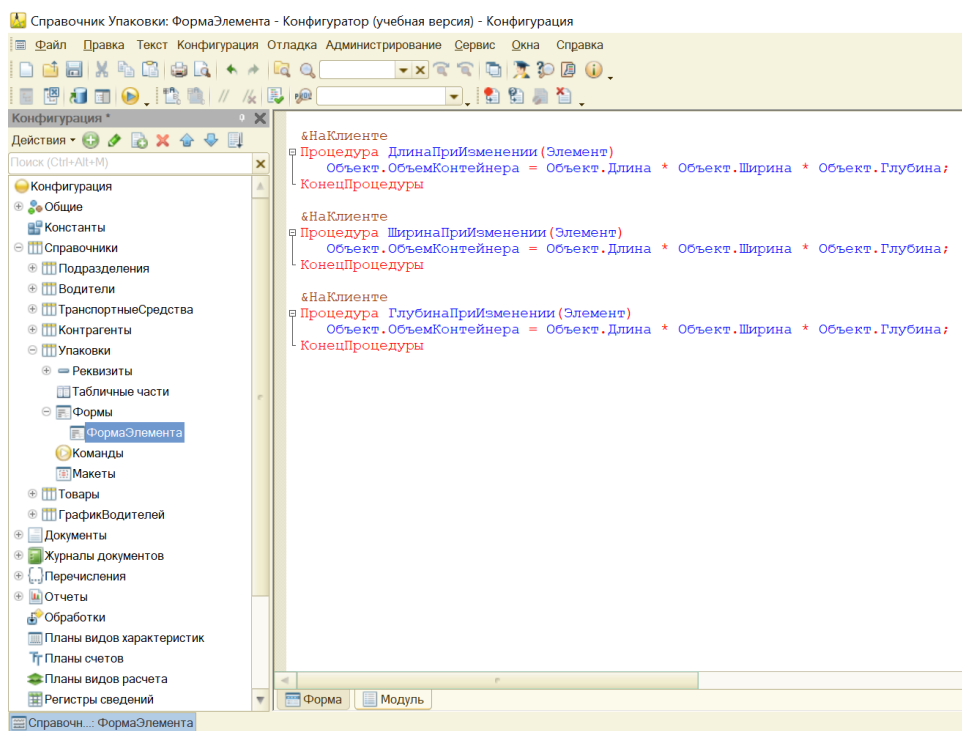 Справочник Упаковки: ФормаЭлемента - Конфигуратор (учебная версия) - Конфигурация
Файл Правка Текст Конфигурация Отладка Администрирование Сервис Окна Справка
Конфигурация *
Действия
Поиск (Ctrl+Alt+M)
Конфигурация
Общие
Константы
Справочники
Подразделения
Водители
ТранспортныеСредства
Контрагенты
Упаковки
Реквизиты
Табличные части
Формы
ФормаЭлемента
Команды
Макеты
Товары
ГрафикВодителей
Документы
Журналы документов
Перечисления
Отчеты
Обработки
Планы видов характеристик
Планы счетов
Планы видов расчета
Регистры сведений
&НаКлиенте
Процедура ДлинаПриИзменении(Элемент)
Объект.ОбъемКонтейнера = Объект.Длина * Объект.Ширина * Объект.Глубина;
КонецПроцедуры
&НаКлиенте
Процедура ШиринаПриИзменении(Элемент)
Объект.ОбъемКонтейнера = Объект.Длина * Объект.Ширина * Объект.Глубина;
КонецПроцедуры
&НаКлиенте
Процедура ГлубинаПриИзменении(Элемент)
Объект.ОбъемКонтейнера = Объект.Длина * Объект.Ширина * Объект.Глубина;
КонецПроцедуры
Форма Модуль
Справочн...: ФормаЭлемента